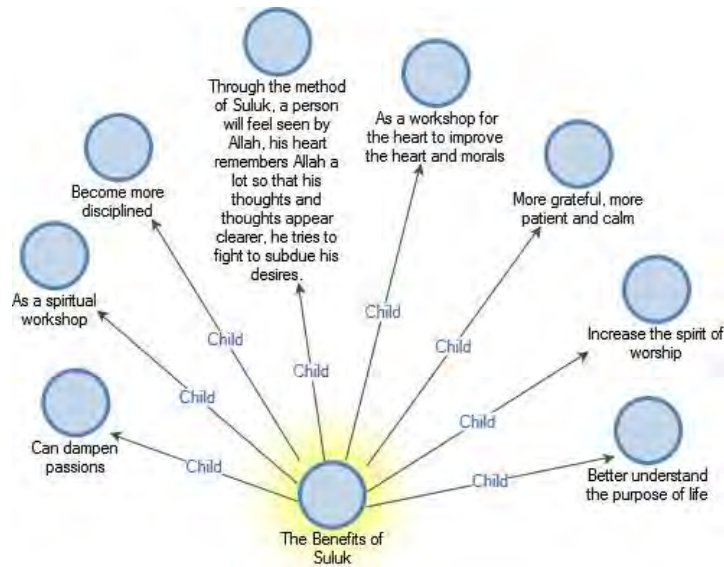 Through the method
of Suluk, a person
will feel seen by
Allah, his heart
remembers Allah a
lot so that his
thoughts and
thoughts appear
clearer, he tries to
fight to subdue his
desires.
As a workshop for
the heart to improve
the heart and morals
Become more
disciplined
More grateful, more
patient and calm
As a spiritual
workshop
Increase the spirit of
worship
Can dampen
passions
Better understand
the purpose of life
Child
Child
Child
Child
Child
Child
Child
Child
The Benefits of
Suluk